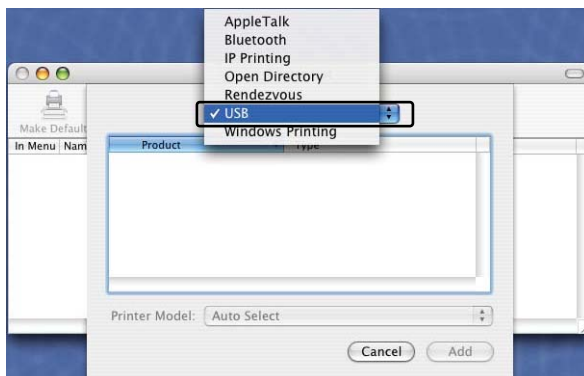 AppleTalk
Bluetooth
IP Printing
Open Directory
Rendezvous
✓ USB
Windows Printing
Make Default
In Menu Nam
Product Type
Printer Model: Auto Select
Cancel Add